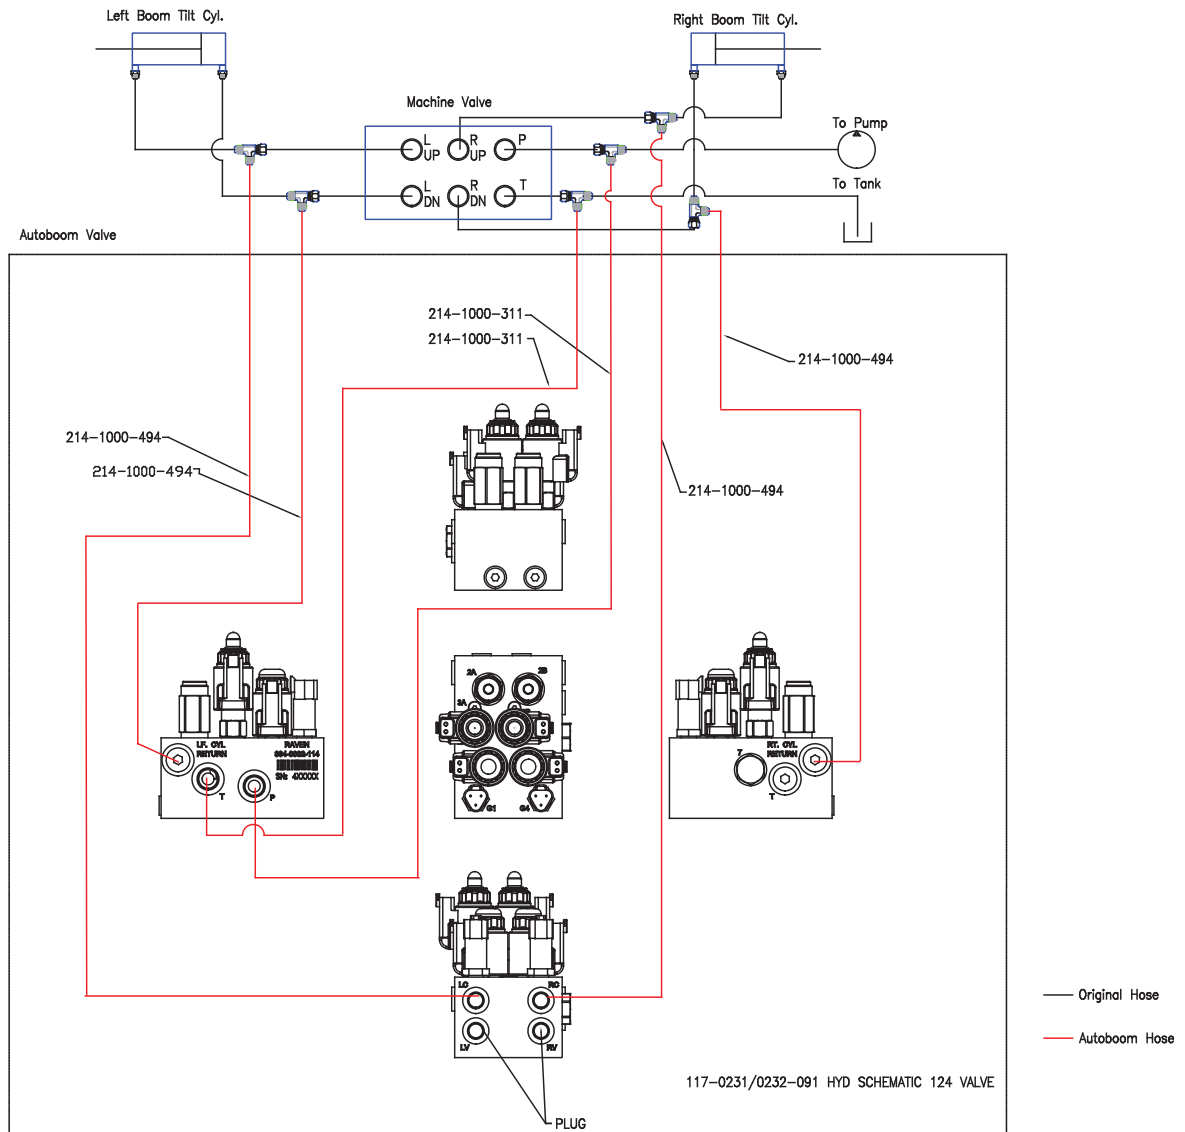 Left Boom Tilt Cyl.
Right Boom Tilt Cyl.
Machine Valve
To Pump
L
UP
R
UP
P
L
DN
R
DN
T
To Tank
Autoboom Valve
214-1000-311
214-1000-311
214-1000-494
214-1000-494
214-1000-494
214-1000-494
2A
2B
3A
LF. CYL
RETURN
RAVEN
SN:
T
P
G1
G4
7
RT. CYL
RETURN
T
LC
RC
LV
RV
PLUG
117-0231/0232-091 HYD SCHEMATIC 124 VALVE
Original Hose
Autoboom Hose